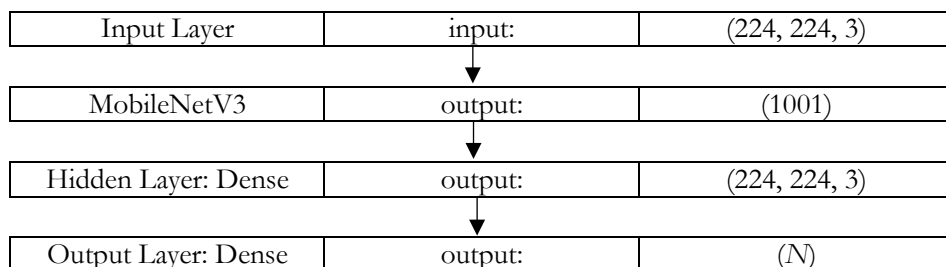 Input Layer input: (224, 224, 3)
MobileNetV3 output: (1001)
Hidden Layer: Dense output: (224, 224, 3)
Output Layer: Dense output: (N)